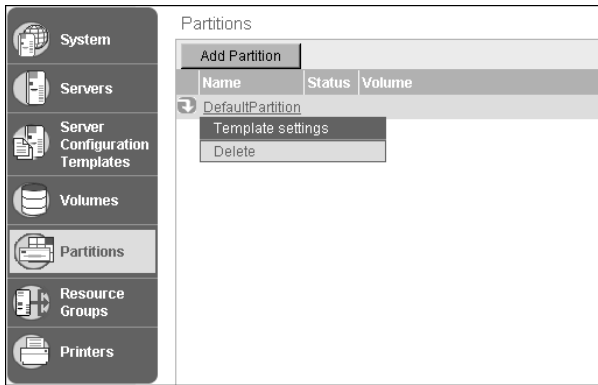 System
Servers
Server
Configuration
Templates
Volumes
Partitions
Resource
Groups
Printers
Partitions
Add Partition
Name Status Volume
DefaultPartition
Template settings
Delete